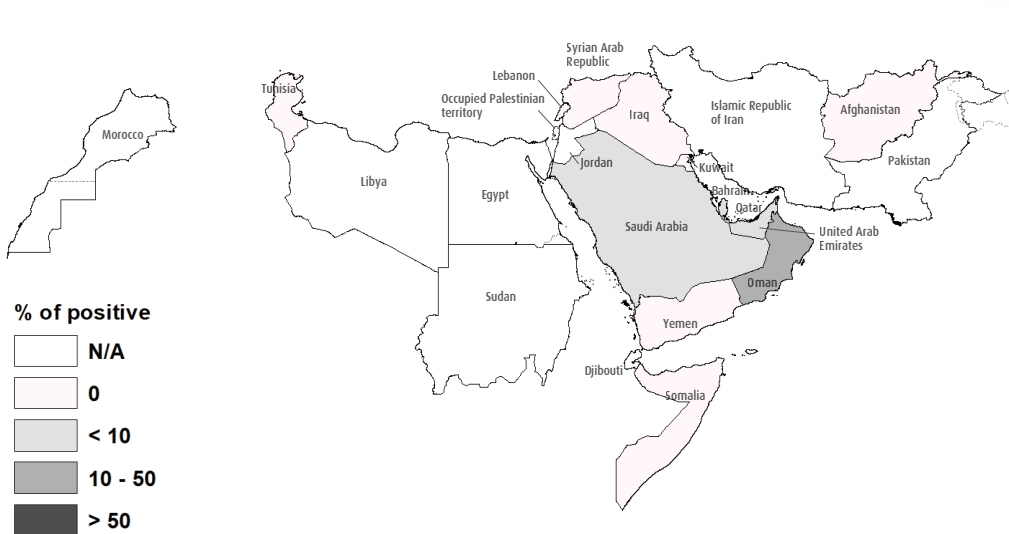 Syrian Arab
Republic
Lebanon
Tunisia
Occupied Palestinian
territory
Islamic Republic
of Iran
Afghanistan
Iraq
Morocco
Pakistan
Jordan
Kuwait
Libya
Egypt
Bahrain
Qatar
Saudi Arabia
United Arab
Emirates
Oman
Sudan
Yemen
Djibouti
Somalia
% of positive
N/A
0
< 10
10 - 50
> 50